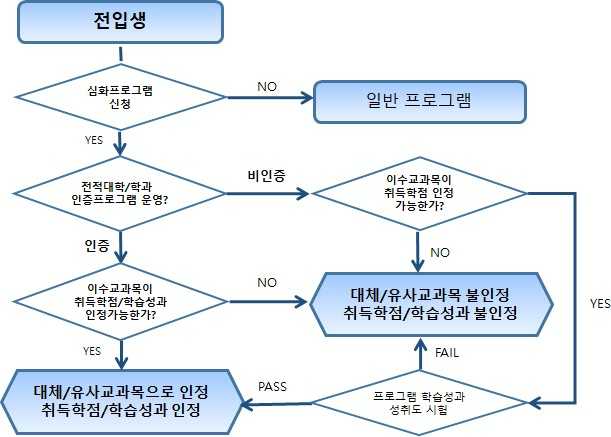 전입생
심화프로그램
신청
NO
일반 프로그램
YES
전적대학/학과
인증프로그램 운영?
비인증
이수교과목이
취득학점 인정
가능한가?
인증
NO
이수교과목이
취득학점/학습성과
인정가능한가?
NO
대체/유사교과목 불인정
취득학점/학습성과 불인정
YES
YES
FAIL
대체/유사교과목으로 인정
취득학점/학습성과 인정
PASS
프로그램 학습성과
성취도 시험